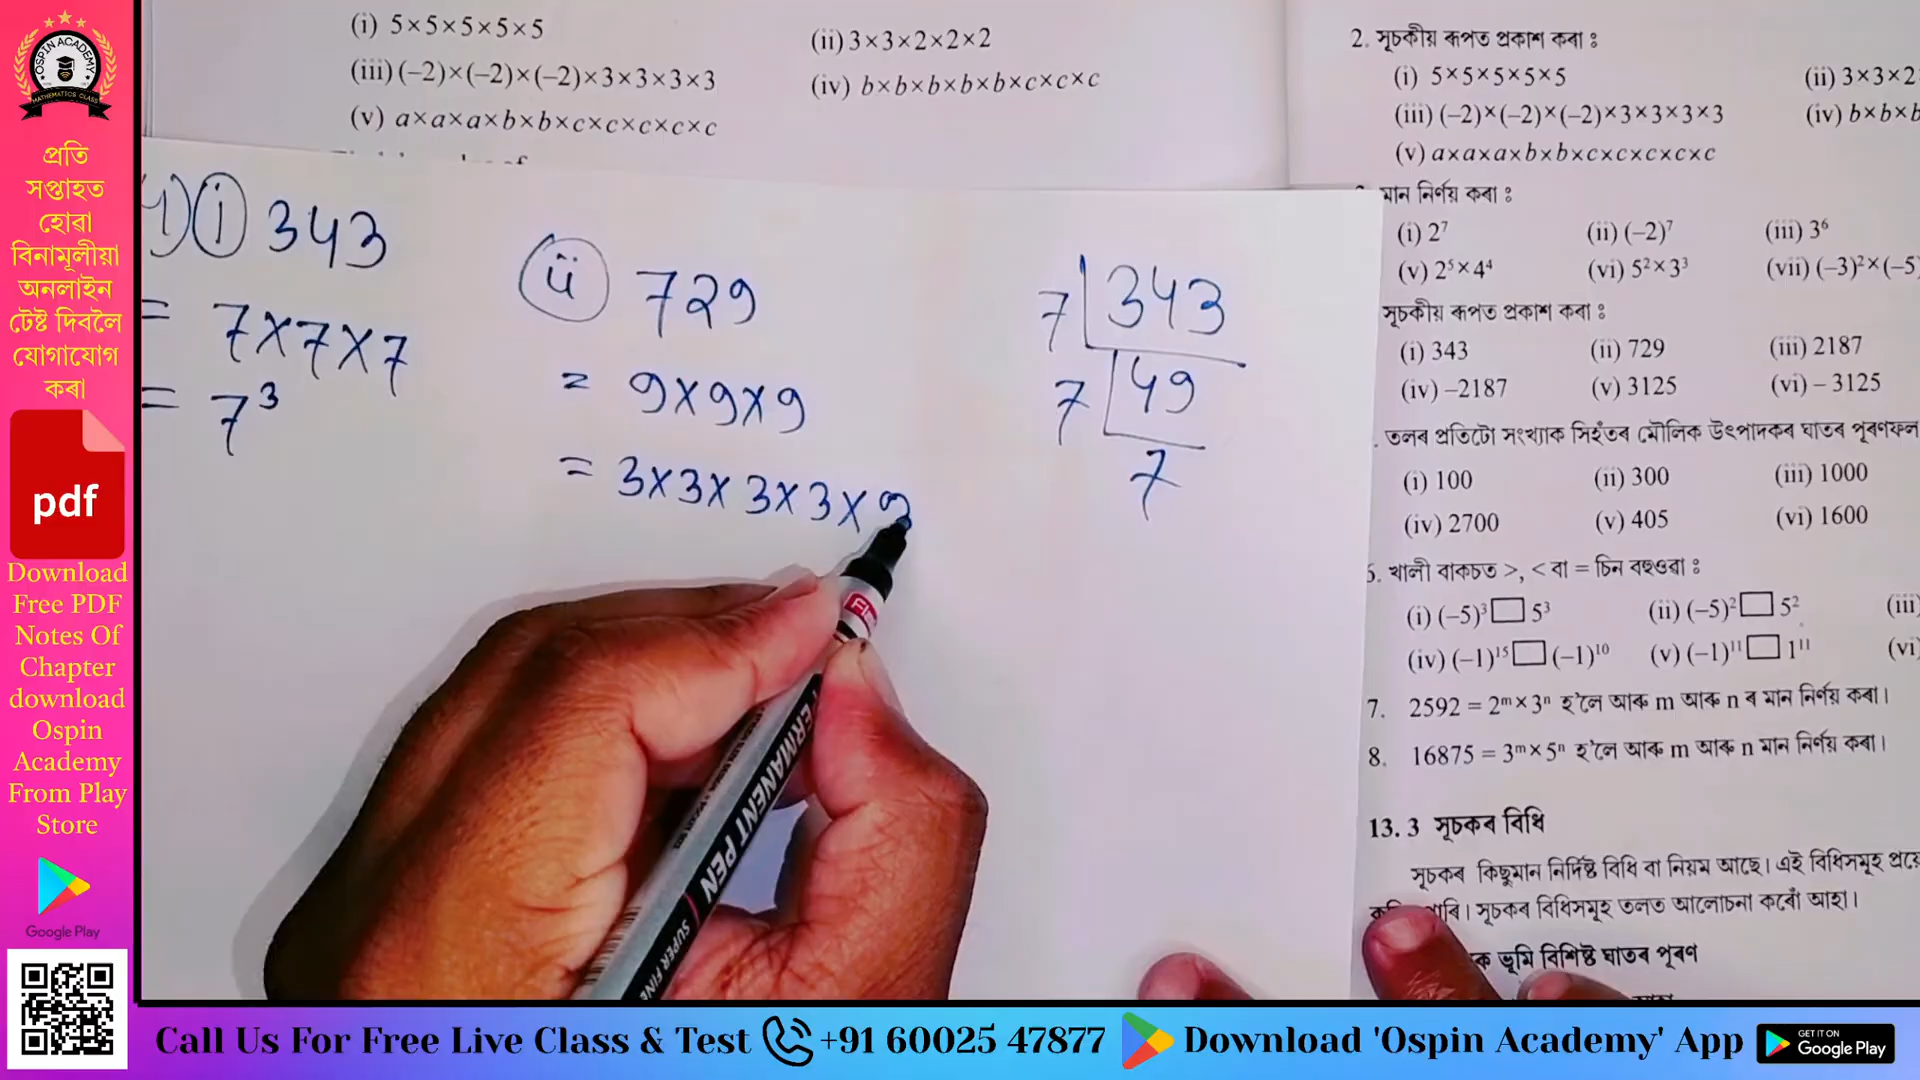 OSPIN ACADEMY
MATHEMATICS CLASS
প্ৰতি
সপ্তাহত
হোৱা
বিনামূলীয়া
অনলাইন
টেষ্ট দিবলৈ
যোগাযোগ
কৰা
pdf
Download
Free PDF
Notes Of
Chapter
download
Ospin
Academy
From Play
Store
Google Play
(i) 5×5×5×5×5
(ii) 3×3×2×2×2
(iii) (−2)×(−2)×(−2)×3×3×3×3
(iv) b×b×b×b×b×c×c×c
(v) a×a×a×b×b×c×c×c×c×c
(i) 343
= 7×7×7
= 7³
(ii) 729
= 9×9×9
= 3×3×3×3×
7 343
7 49
7
2. সূচকীয় ৰূপত প্ৰকাশ কৰা ঃ
(i) 5×5×5×5×5
(ii) 3×3×2
(iii) (−2)×(−2)×(−2)×3×3×3×3
(iv) b×b×b
(v) a×a×a×b×b×c×c×c×c×c
মান নিৰ্ণয় কৰা ঃ
(i) 2⁷ (ii) (−2)⁷ (iii) 3⁶
(v) 2⁵×4⁴ (vi) 5²×3³ (vii) (−3)²×(−5)
সূচকীয় ৰূপত প্ৰকাশ কৰা ঃ
(i) 343 (ii) 729 (iii) 2187
(iv) −2187 (v) 3125 (vi) − 3125
তলৰ প্ৰতিটো সংখ্যাক সিহঁতৰ মৌলিক উৎপাদকৰ ঘাতৰ পূৰণফল
(i) 100 (ii) 300 (iii) 1000
(iv) 2700 (v) 405 (vi) 1600
খালী বাকচত >, < বা = চিন বহুওৱা ঃ
(i) (−5)³ □ 5³ (ii) (−5)² □ 5² (iii)
(iv) (−1)¹⁵ □ (−1)¹⁰ (v) (−1)¹¹ □ 1¹¹ (vi)
7. 2592 = 2ᵐ×3ⁿ হ'লে আৰু m আৰু n ৰ মান নিৰ্ণয় কৰা।
8. 16875 = 3ᵐ×5ⁿ হ'লে আৰু m আৰু n মান নিৰ্ণয় কৰা।
13. 3 সূচকৰ বিধি
সূচকৰ কিছুমান নিৰ্দিষ্ট বিধি বা নিয়ম আছে। এই বিধিসমূহ
সূচকৰ বিধিসমূহ তলত আলোচনা কৰোঁ আহা।
ভূমি বিশিষ্ট ঘাতৰ পূৰণ
PERMANENT PEN
SUPER FINE
Call Us For Free Live Class & Test +91 60025 47877 Download 'Ospin Academy' App
GET IT ON
Google Play